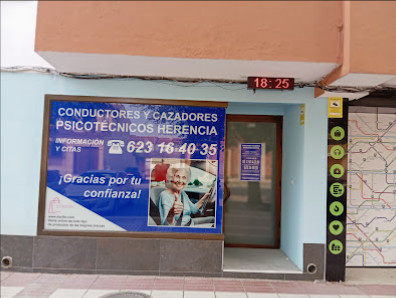 18:25
CONDUCTORES Y CAZADORES
PSICOTÉCNICOS HERENCIA
INFORMACIÓN
Y CITAS
623 16 40 35
¡Gracias por tu
confianza!